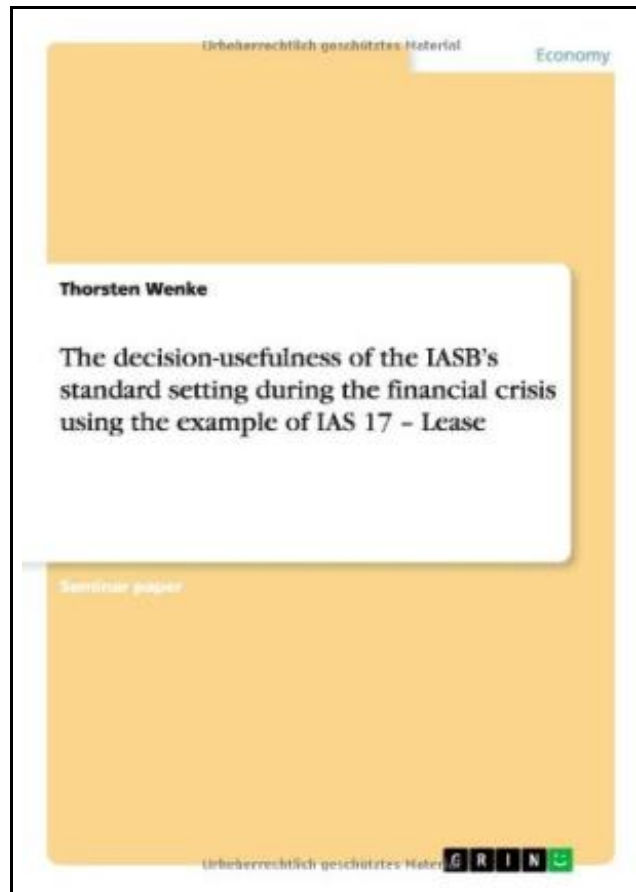 Urheberrechtlich geschütztes Material
Economy
Thorsten Wenke
The decision-usefulness of the IASB's
standard setting during the financial crisis
using the example of IAS 17 – Lease
Seminar paper
Urheberrechtlich geschütztes Mater
GRIN